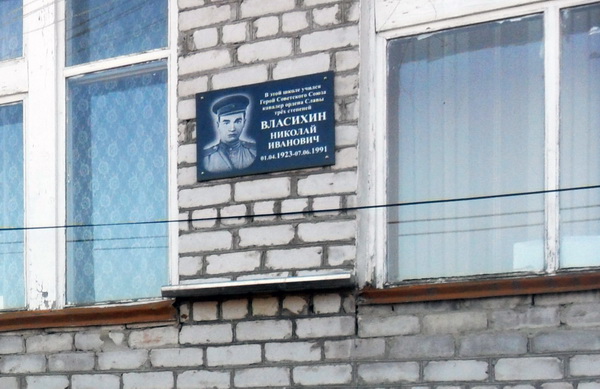 В этой школе учился
Герой Советского Союза
кавалер ордена Славы
трёх степеней
ВЛАСИХИН
НИКОЛАЙ
ИВАНОВИЧ
01.04.1923-07.06.1991